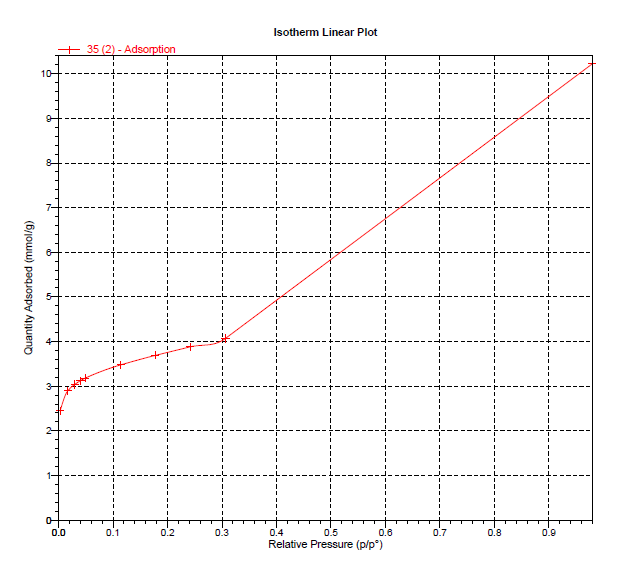 Isotherm Linear Plot
35 (2) - Adsorption
10
9
8
7
6
5
4
3
2
1
0
Quantity Adsorbed (mmol/g)
0.0 0.1 0.2 0.3 0.4 0.5 0.6 0.7 0.8 0.9
Relative Pressure (p/p°)